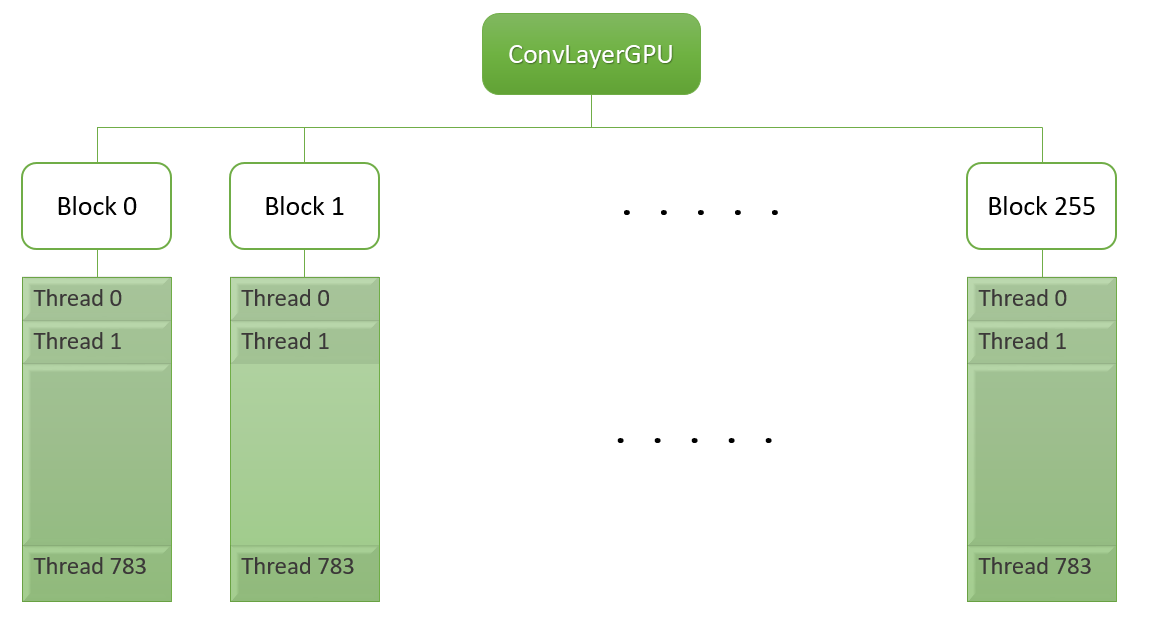 ConvLayerGPU
Block 0
Block 1
. . . . .
Block 255
Thread 0
Thread 0
Thread 0
Thread 1
Thread 1
Thread 1
. . . . .
Thread 783
Thread 783
Thread 783